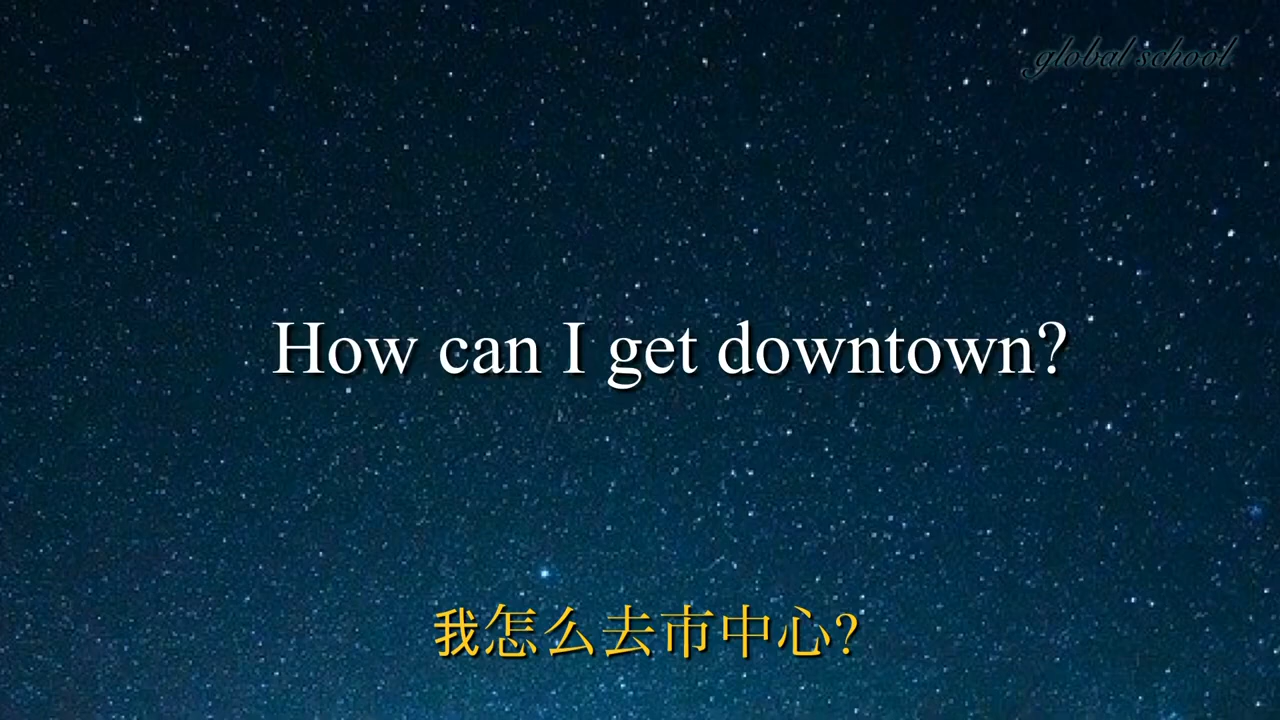 global school
How can I get downtown?
我怎么去市中心?